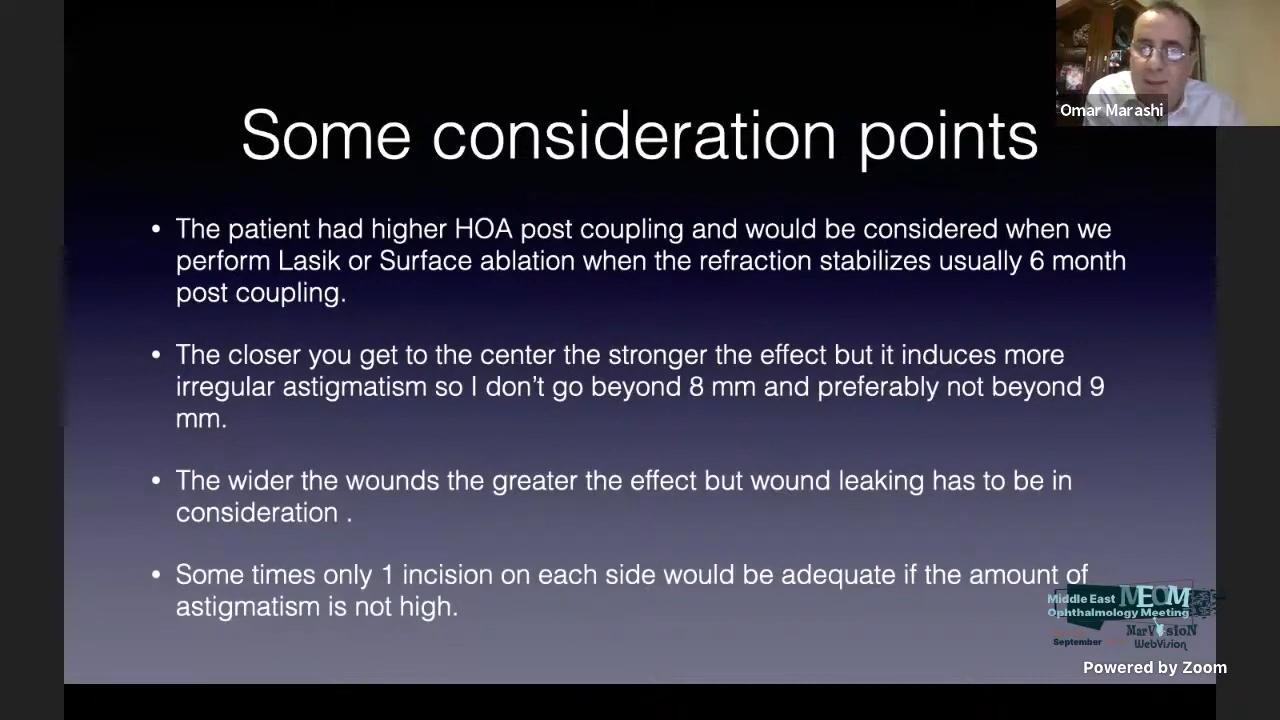 Omar Marashi
Some consideration points
• The patient had higher HOA post coupling and would be considered when we
perform Lasik or Surface ablation when the refraction stabilizes usually 6 month
post coupling.
• The closer you get to the center the stronger the effect but it induces more
irregular astigmatism so I don’t go beyond 8 mm and preferably not beyond 9
mm.
• The wider the wounds the greater the effect but wound leaking has to be in
consideration .
• Some times only 1 incision on each side would be adequate if the amount of
astigmatism is not high.
Middle East MEOM
Ophthalmology Meeting
MarVisioN
September
WebVision
Powered by Zoom